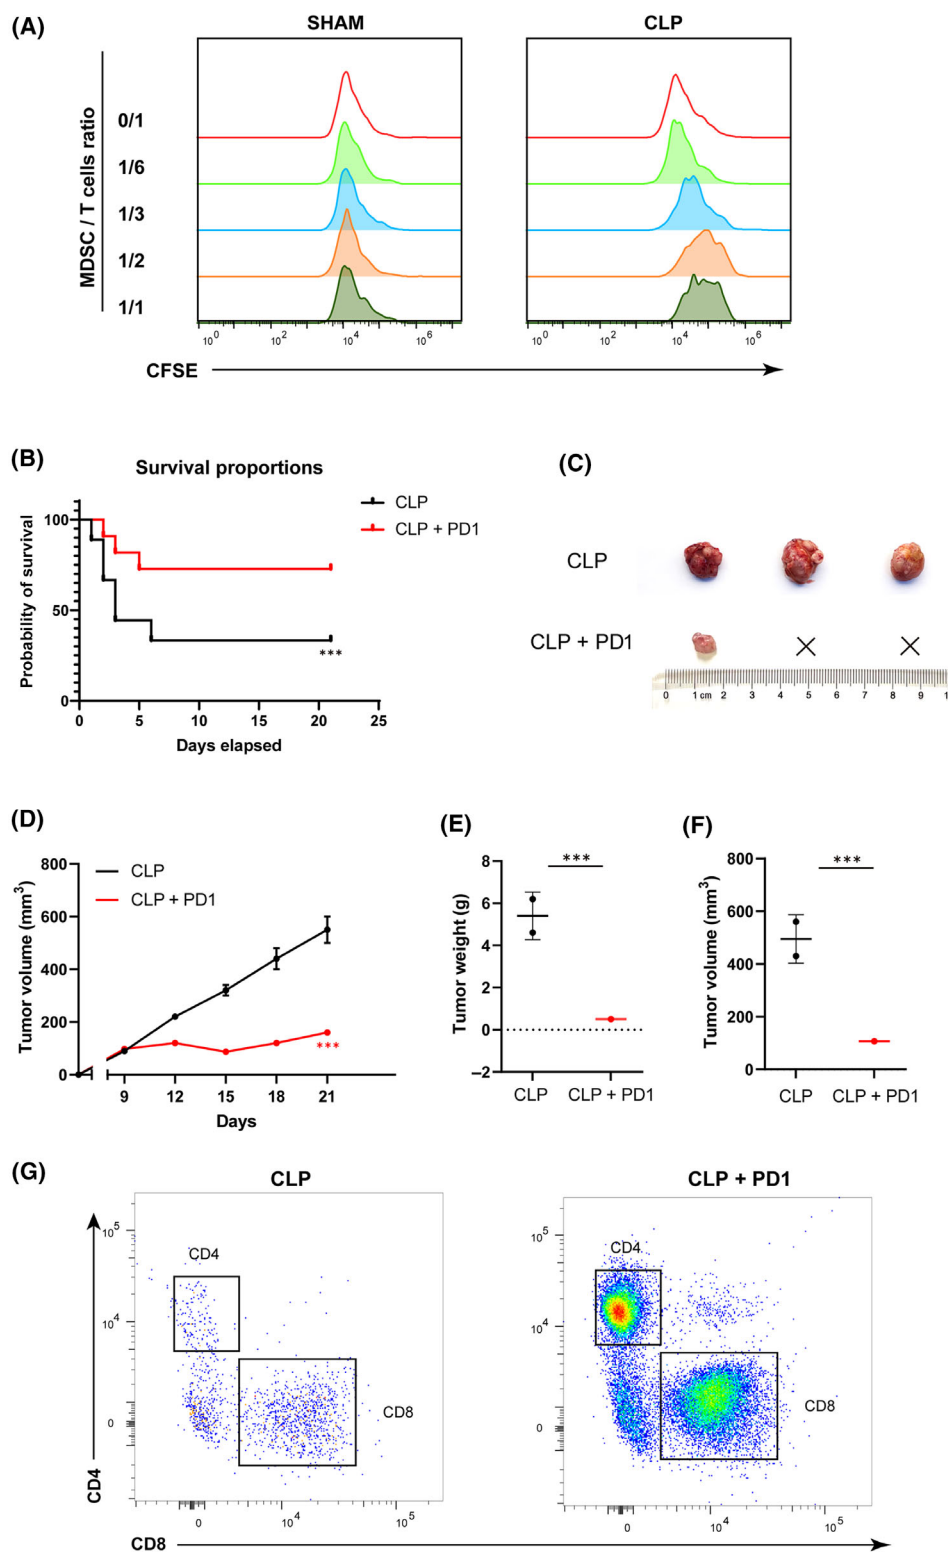 (A)
SHAM
CLP
MDSC / T cells ratio
0/1
1/6
1/3
1/2
1/1
10^0 10^2 10^4 10^6
10^0 10^2 10^4 10^6
CFSE
(B)
Survival proportions
CLP
CLP + PD1
Probability of survival
100
50
0
***
0 5 10 15 20 25
Days elapsed
(C)
CLP
CLP + PD1
0 1 cm 2 3 4 5 6 7 8 9 1
(D)
CLP
CLP + PD1
Tumor volume (mm³)
800
600
400
200
0
***
9 12 15 18 21
Days
(E)
Tumor weight (g)
8
6
4
2
0
−2
***
CLP CLP + PD1
(F)
Tumor volume (mm³)
800
600
400
200
0
***
CLP CLP + PD1
(G)
CLP
CLP + PD1
CD4
10^5
10^4
0
CD4
CD8
0 10^4 10^5
10^5
10^4
0
CD4
CD8
0 10^4 10^5
CD8